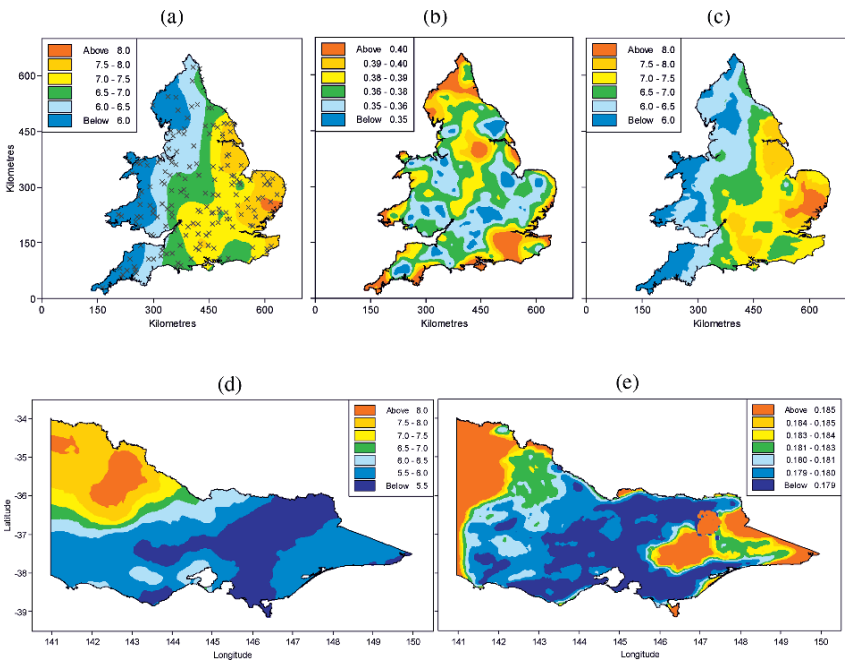 (a)
(b)
(c)
Above 8.0
7.5 - 8.0
7.0 - 7.5
6.5 - 7.0
6.0 - 6.5
Below 6.0
600
450
300
150
0
Kilometres
0 150 300 450 600
Kilometres
Above 0.40
0.39 - 0.40
0.38 - 0.39
0.36 - 0.38
0.35 - 0.36
Below 0.35
0 150 300 450 600
Kilometres
Above 8.0
7.5 - 8.0
7.0 - 7.5
6.5 - 7.0
6.0 - 6.5
Below 6.0
0 150 300 450 600
Kilometres
(d)
(e)
Above 8.0
7.5 - 8.0
7.0 - 7.5
6.5 - 7.0
6.0 - 6.5
5.5 - 6.0
Below 5.5
-34
-35
-36
-37
-38
-39
Latitude
141 142 143 144 145 146 147 148 149 150
Longitude
Above 0.185
0.184 - 0.185
0.183 - 0.184
0.181 - 0.183
0.180 - 0.181
0.179 - 0.180
Below 0.179
141 142 143 144 145 146 147 148 149 150
Longitude